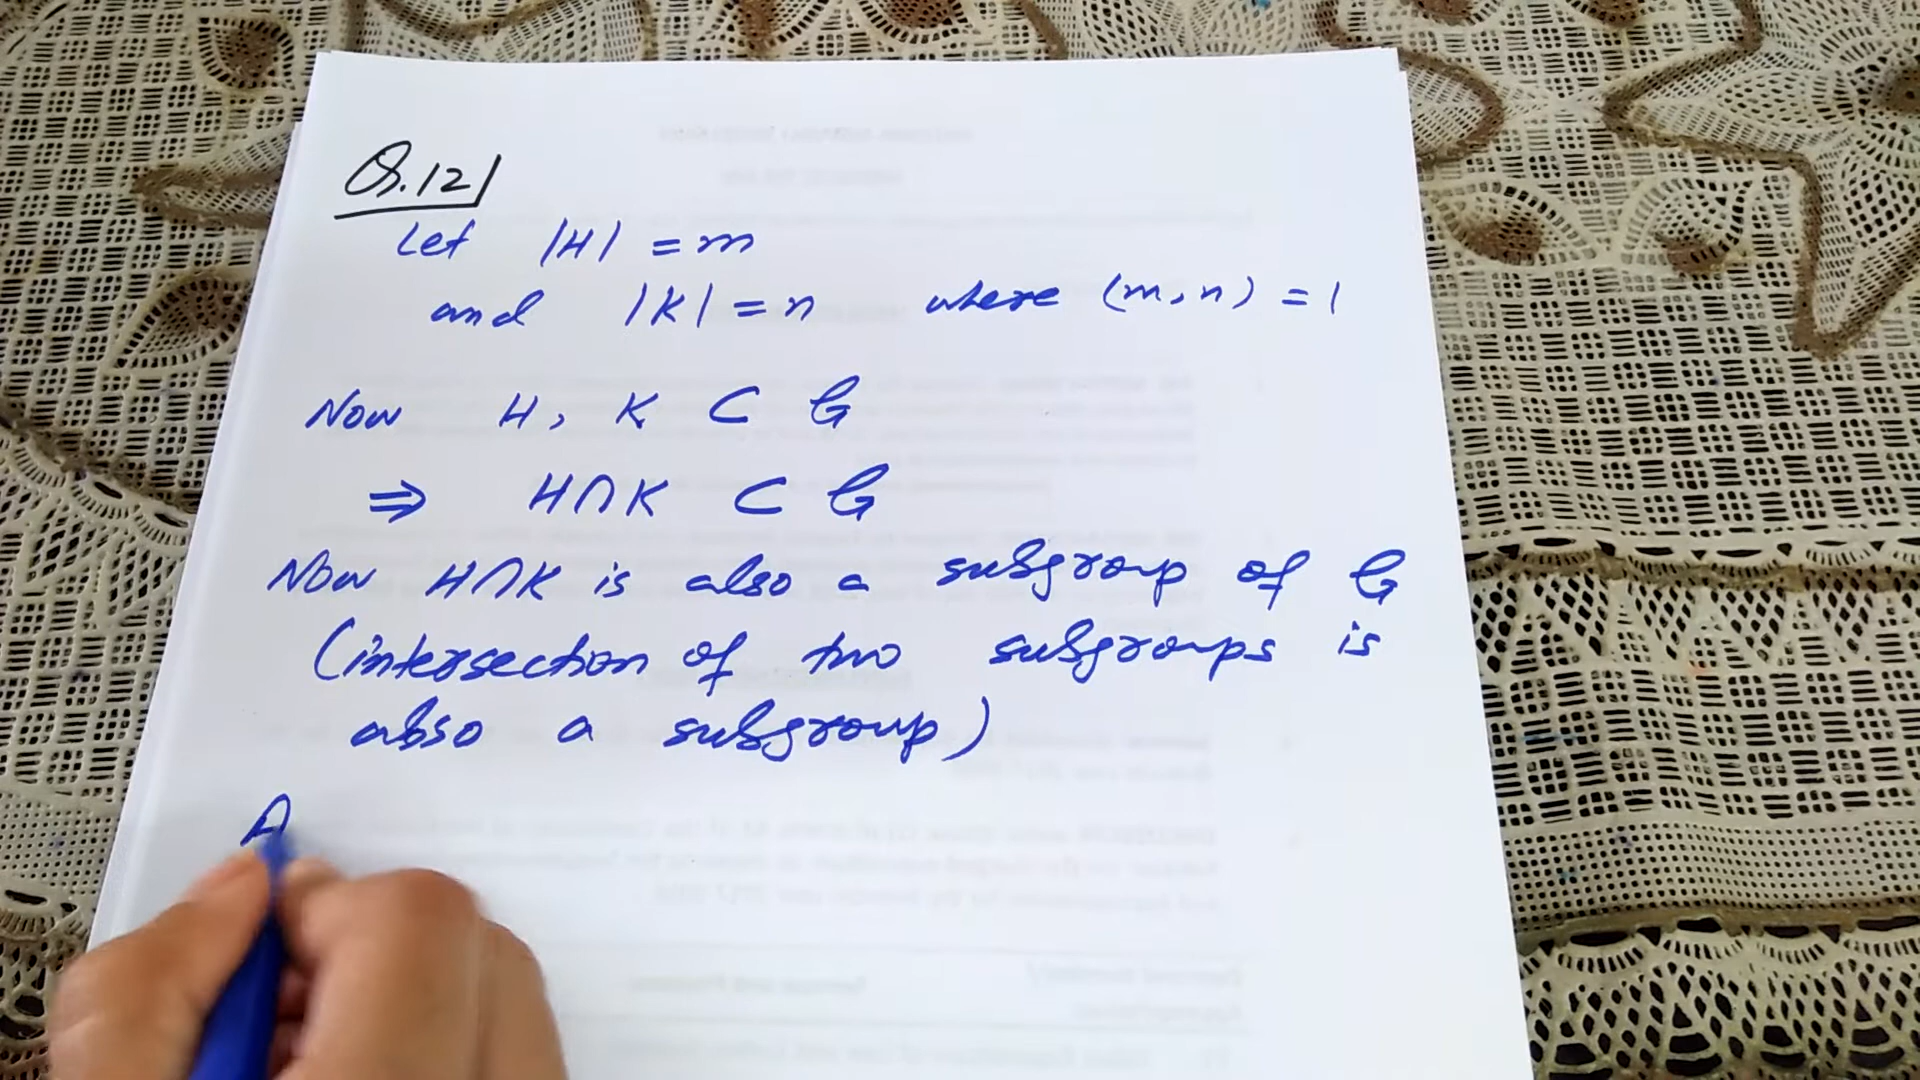 Q.12
Let |H| = m
and |K| = n where (m, n) = 1
Now H, K ⊂ G
⇒ H∩K ⊂ G
Now H∩K is also a subgroup of G
(intersection of two subgroups is
also a subgroup)
A